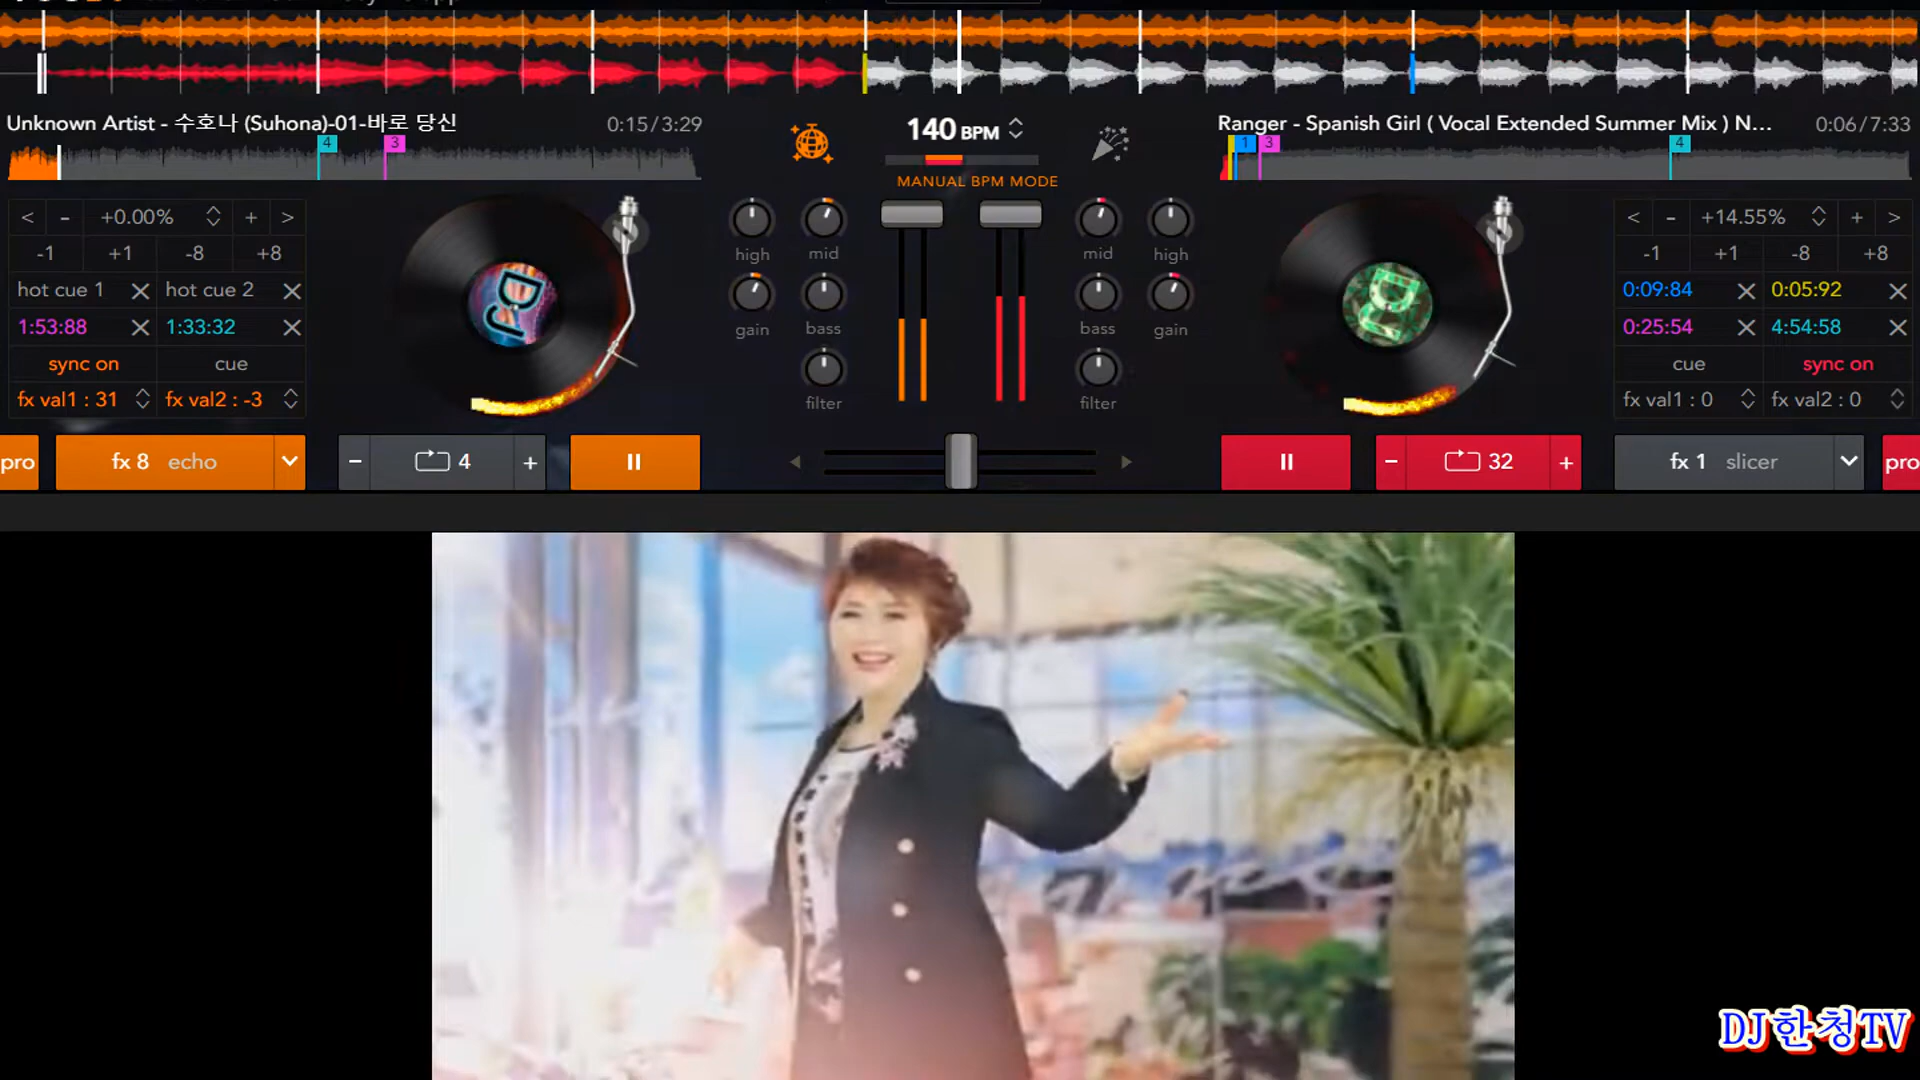 Unknown Artist - 수호나 (Suhona)-01-바로 당신
0:15/3:29
140 BPM
Ranger - Spanish Girl ( Vocal Extended Summer Mix ) N...
0:06/7:33
4
3
1
3
4
MANUAL BPM MODE
< - +0.00% + >
-1 +1 -8 +8
hot cue 1
hot cue 2
1:53:88
1:33:32
sync on
cue
fx val1 : 31
fx val2 : -3
high
mid
gain
bass
filter
mid
high
bass
gain
filter
< - +14.55% + >
-1 +1 -8 +8
0:09:84
0:05:92
0:25:54
4:54:58
cue
sync on
fx val1 : 0
fx val2 : 0
pro
fx 8 echo
- 4 +
- 32 +
fx 1 slicer
pro
DJ
DJ
DJ한청TV